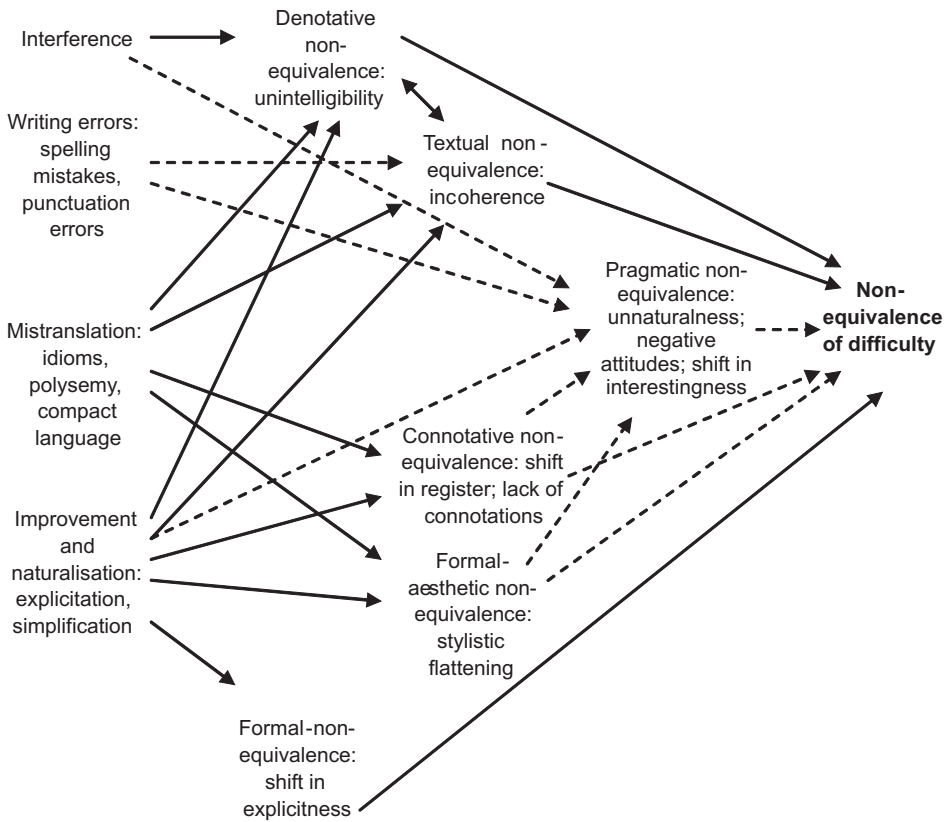 Interference
Denotative
non-
equivalence:
unintelligibility
Writing errors:
spelling
mistakes,
punctuation
errors
Textual non-
equivalence:
incoherence
Pragmatic non-
equivalence:
unnaturalness;
negative
attitudes; shift in
interestingness
Non-
equivalence
of difficulty
Mistranslation:
idioms,
polysemy,
compact
language
Connotative non-
equivalence: shift
in register; lack of
connotations
Improvement
and
naturalisation:
explicitation,
simplification
Formal-
aesthetic non-
equivalence:
stylistic
flattening
Formal-non-
equivalence:
shift in
explicitness